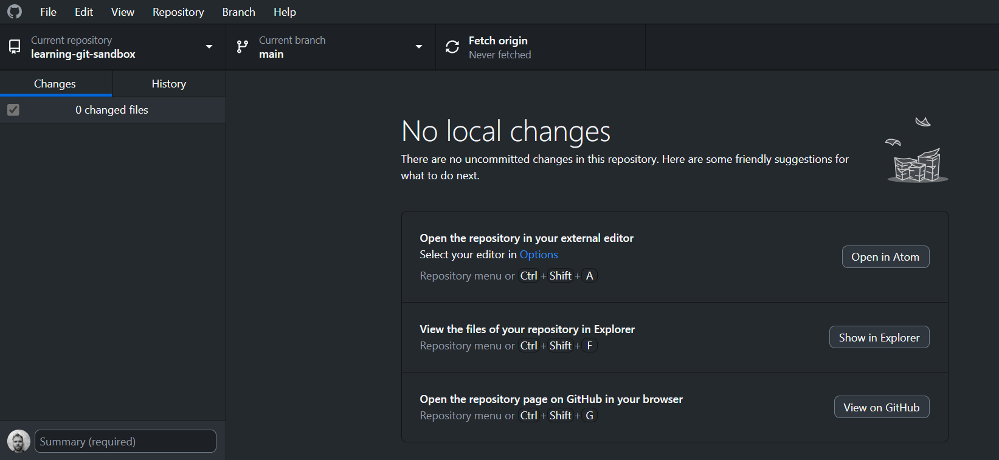 File Edit View Repository Branch Help
Current repository
learning-git-sandbox
Current branch
main
Fetch origin
Never fetched
Changes
History
0 changed files
No local changes
There are no uncommitted changes in this repository. Here are some friendly suggestions for
what to do next.
Open the repository in your external editor
Select your editor in Options
Repository menu or Ctrl + Shift + A
Open in Atom
View the files of your repository in Explorer
Repository menu or Ctrl + Shift + F
Show in Explorer
Open the repository page on GitHub in your browser
Repository menu or Ctrl + Shift + G
View on GitHub
Summary (required)